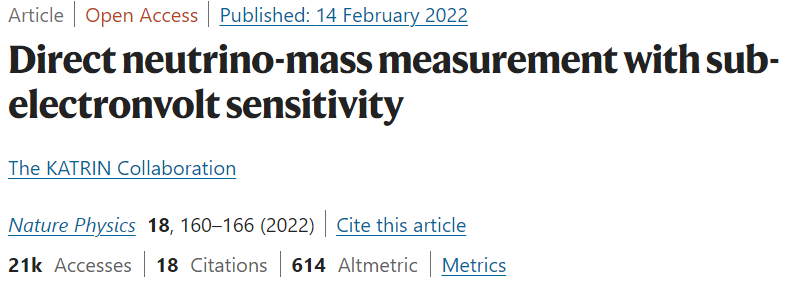 Article | Open Access | Published: 14 February 2022
Direct neutrino-mass measurement with sub-
electronvolt sensitivity
The KATRIN Collaboration
Nature Physics 18, 160–166 (2022) | Cite this article
21k Accesses | 18 Citations | 614 Altmetric | Metrics